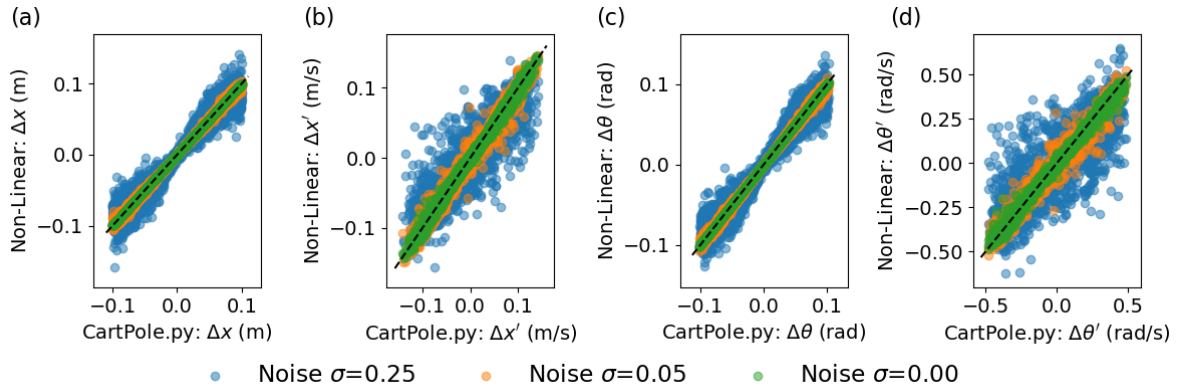 (a)
(b)
(c)
(d)
Non-Linear: Δx (m)
0.1
0.0
−0.1
−0.1
0.0
0.1
CartPole.py: Δx (m)
Non-Linear: Δx′ (m/s)
0.1
0.0
−0.1
−0.1
0.0
0.1
CartPole.py: Δx′ (m/s)
Non-Linear: Δθ (rad)
0.1
0.0
−0.1
−0.1
0.0
0.1
CartPole.py: Δθ (rad)
Non-Linear: Δθ′ (rad/s)
0.50
0.25
0.00
−0.25
−0.50
−0.5
0.0
0.5
CartPole.py: Δθ′ (rad/s)
Noise σ=0.25
Noise σ=0.05
Noise σ=0.00